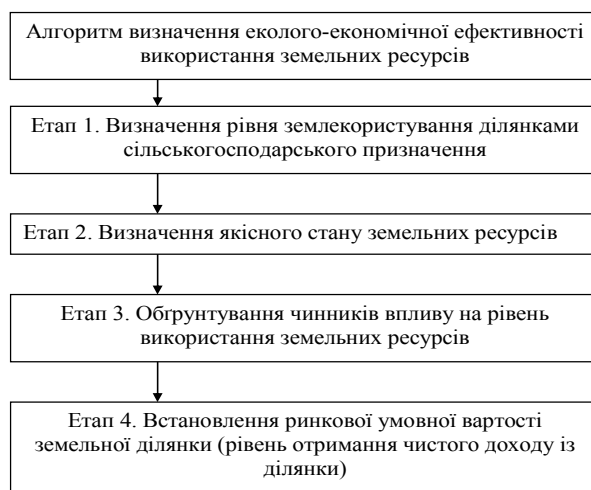 Алгоритм визначення еколого-економічної ефективності
використання земельних ресурсів
Етап 1. Визначення рівня землекористування ділянками
сільськогосподарського призначення
Етап 2. Визначення якісного стану земельних ресурсів
Етап 3. Обґрунтування чинників впливу на рівень
використання земельних ресурсів
Етап 4. Встановлення ринкової умовної вартості
земельної ділянки (рівень отримання чистого доходу із
ділянки)